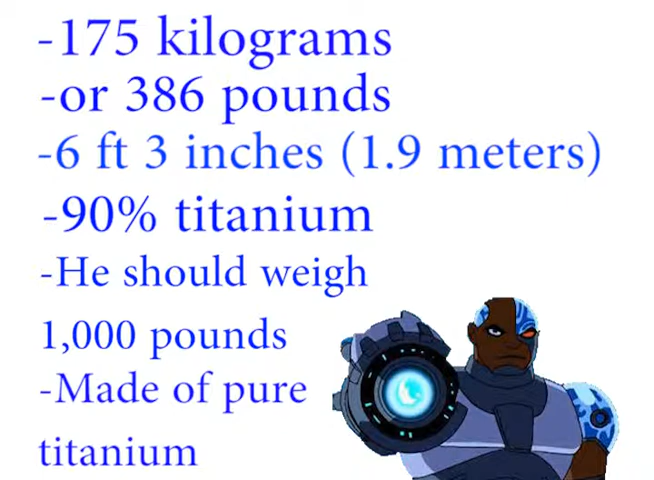 -175 kilograms
-or 386 pounds
-6 ft 3 inches (1.9 meters)
-90% titanium
-He should weigh
1,000 pounds
-Made of pure
titanium